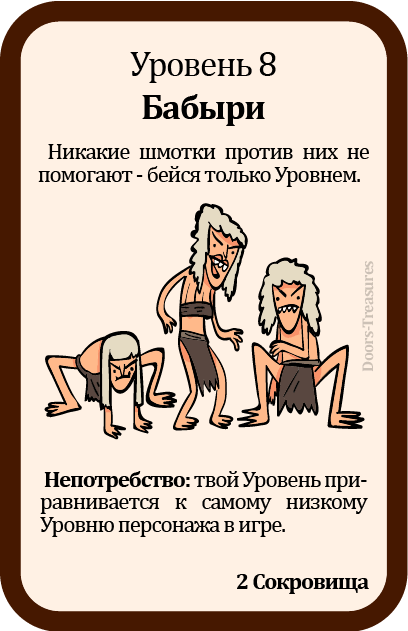 Уровень 8
Бабыри
Никакие шмотки против них не
помогают - бейся только Уровнем.
Doors-Treasures
Непотребство: твой Уровень при-
равнивается к самому низкому
Уровню персонажа в игре.
2 Сокровища